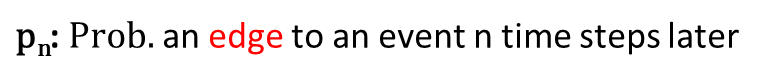 pₙ: Prob. an edge to an event n time steps later